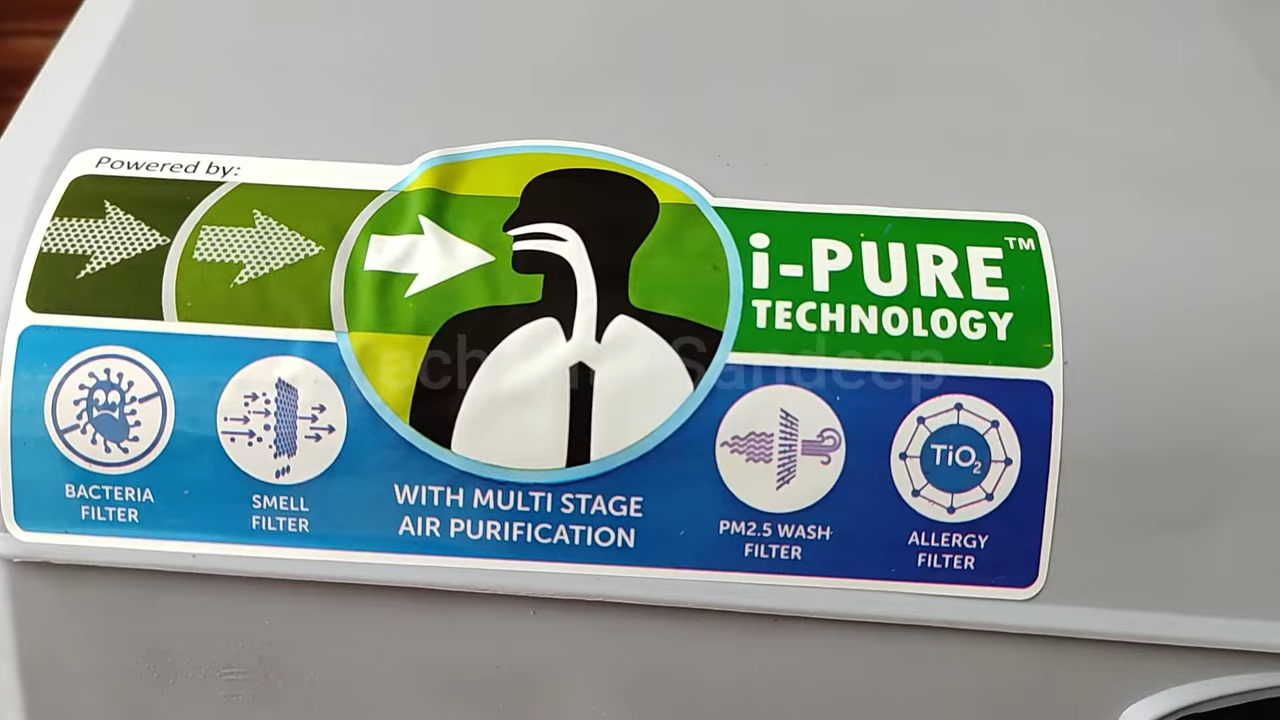 Powered by:
i-PURE™
TECHNOLOGY
BACTERIA
FILTER
SMELL
FILTER
WITH MULTI STAGE
AIR PURIFICATION
PM2.5 WASH
FILTER
TiO₂
ALLERGY
FILTER
Sandeep